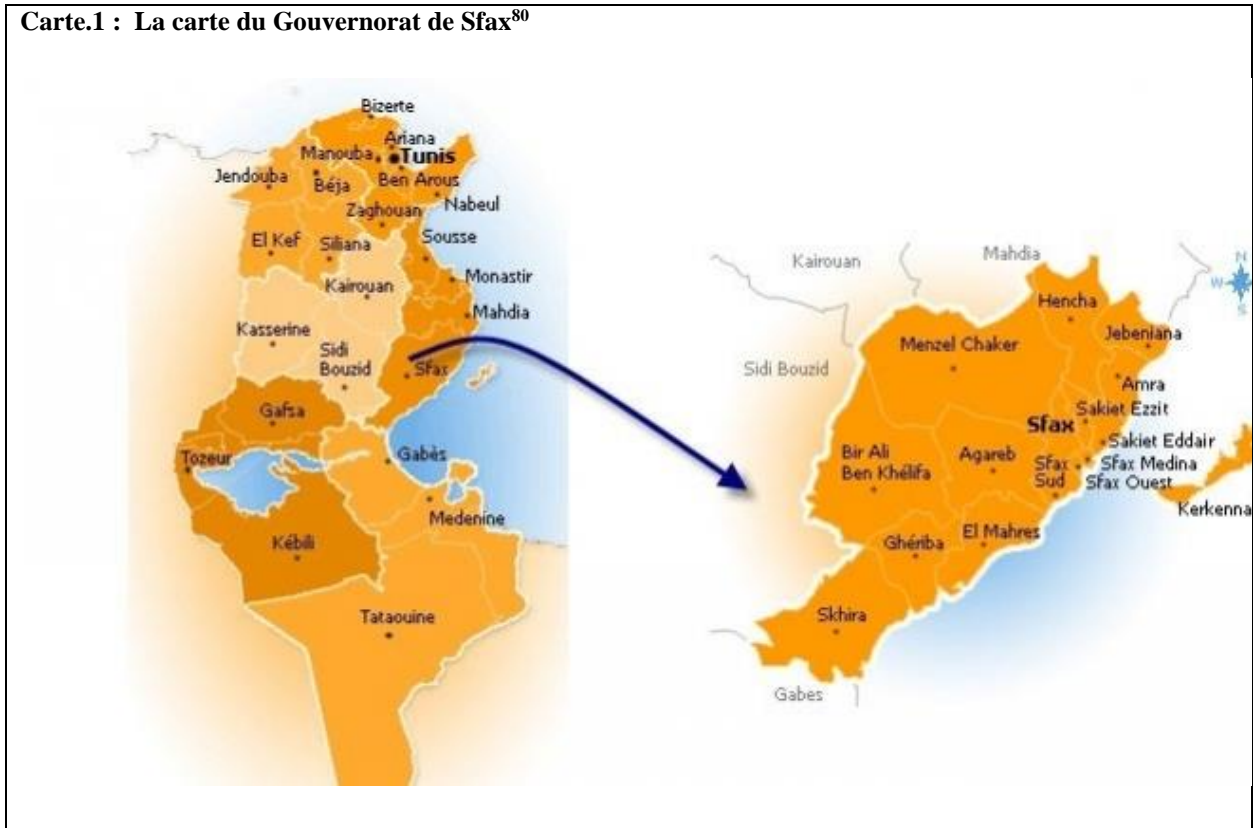 Carte.1 : La carte du Gouvernorat de Sfax80
Bizerte
Ariana
Manouba
Tunis
Jendouba
Béja
Ben Arous
Nabeul
Zaghouan
El Kef
Siliana
Sousse
Kairouan
Monastir
Mahdia
Kasserine
Sidi
Bouzid
Sfax
Gafsa
Tozeur
Gabès
Medenine
Kébili
Tataouine
Kairouan
Mahdia
N
W
S
Hencha
Jebeniana
Menzel Chaker
Sidi Bouzid
Amra
Sakiet Ezzit
Sfax
Sakiet Eddair
Bir Ali
Ben Khélifa
Agareb
Sfax
Sud
Sfax Medina
Sfax Ouest
Kerkenna
El Mahres
Ghériba
Skhira
Gabes